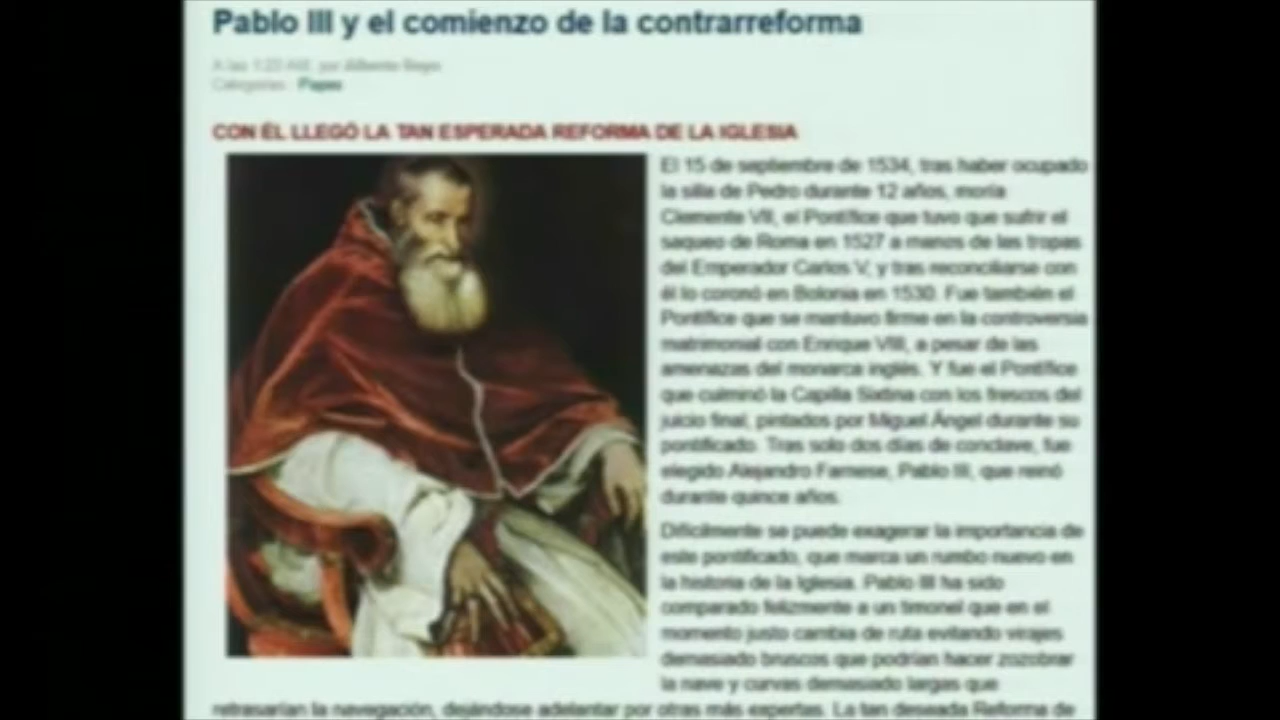 Pablo III y el comienzo de la contrarreforma
A las 1:23 AM, por Alberto Royo
Categorías : Papas
CON ÉL LLEGÓ LA TAN ESPERADA REFORMA DE LA IGLESIA
El 15 de septiembre de 1534, tras haber ocupado
la silla de Pedro durante 12 años, moría
Clemente VII, el Pontífice que tuvo que sufrir el
saqueo de Roma en 1527 a manos de las tropas
del Emperador Carlos V, y tras reconciliarse con
él lo coronó en Bolonia en 1530. Fue también el
Pontífice que se mantuvo firme en la controversia
matrimonial con Enrique VIII, a pesar de las
amenazas del monarca inglés. Y fue el Pontífice
que culminó la Capilla Sixtina con los frescos del
juicio final, pintados por Miguel Ángel durante su
pontificado. Tras solo dos días de conclave, fue
elegido Alejandro Farnese, Pablo III, que reinó
durante quince años.
Difícilmente se puede exagerar la importancia de
este pontificado, que marca un rumbo nuevo en
la historia de la Iglesia. Pablo III ha sido
comparado felizmente a un timonel que en el
momento justo cambia de ruta evitando virajes
demasiado bruscos que podrían hacer zozobrar
la nave y curvas demasiado largas que
retrasarían la navegación, dejándose adelantar por otras más expertas. La tan deseada Reforma de